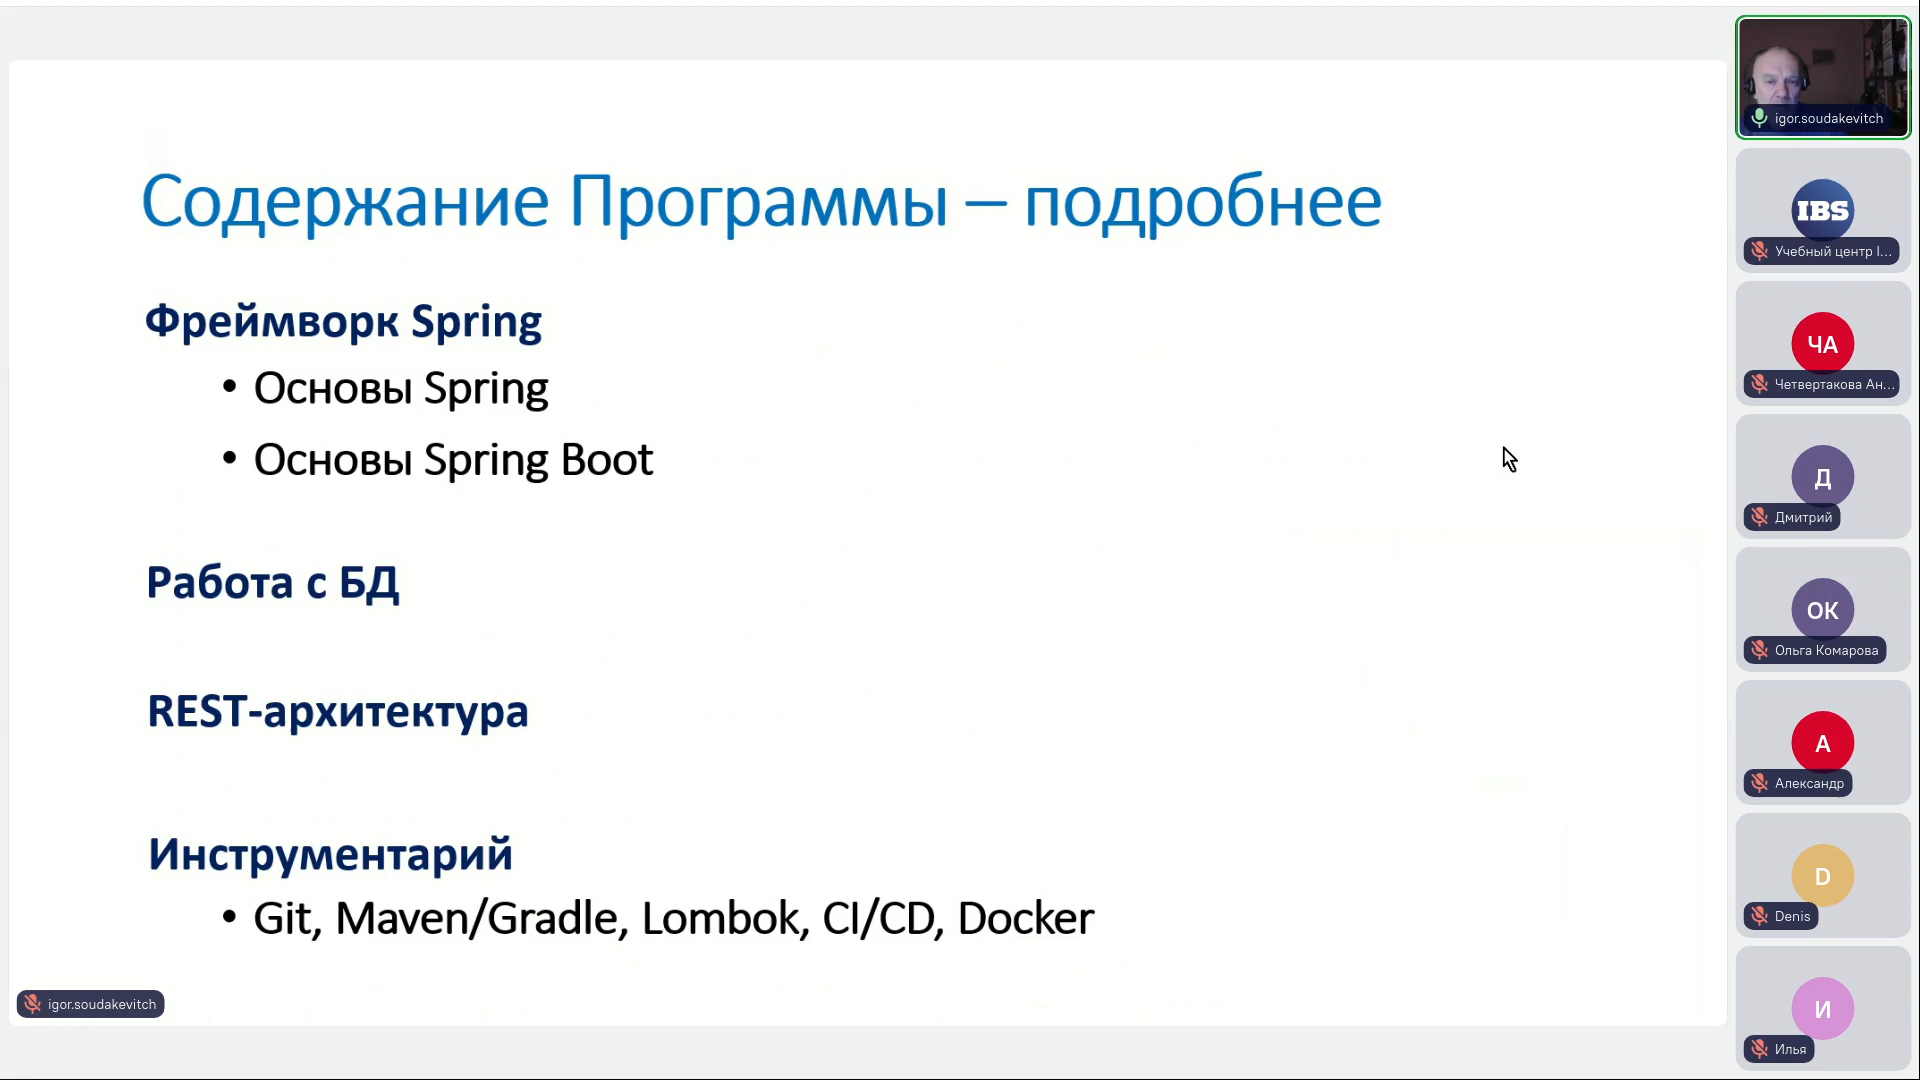 Содержание Программы – подробнее
Фреймворк Spring
• Основы Spring
• Основы Spring Boot
Работа с БД
REST-архитектура
Инструментарий
• Git, Maven/Gradle, Lombok, CI/CD, Docker
igor.soudakevitch
igor.soudakevitch
IBS
Учебный центр I...
ЧА
Четвертакова Ан...
Д
Дмитрий
ОК
Ольга Комарова
А
Александр
D
Denis
И
Илья